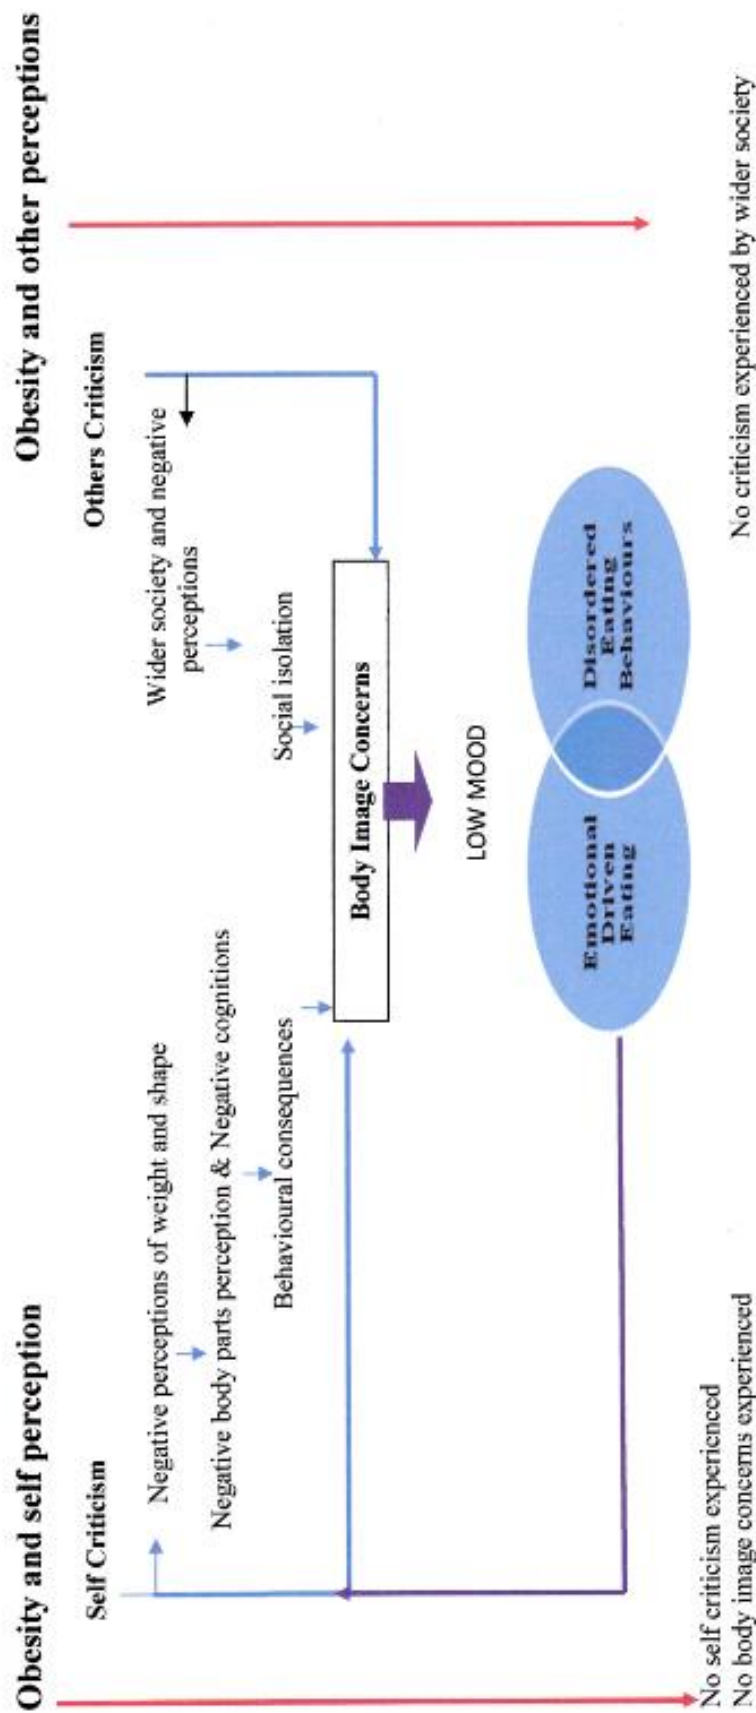 Obesity and self perception
Obesity and other perceptions
Self Criticism
Others Criticism
Negative perceptions of weight and shape
Wider society and negative
perceptions
Negative body parts perception & Negative cognitions
Behavioural consequences
Social isolation
Body Image Concerns
LOW MOOD
Emotional
Driven
Eating
Disordered
Eating
Behaviours
No self criticism experienced
No body image concerns experienced
No criticism experienced by wider society